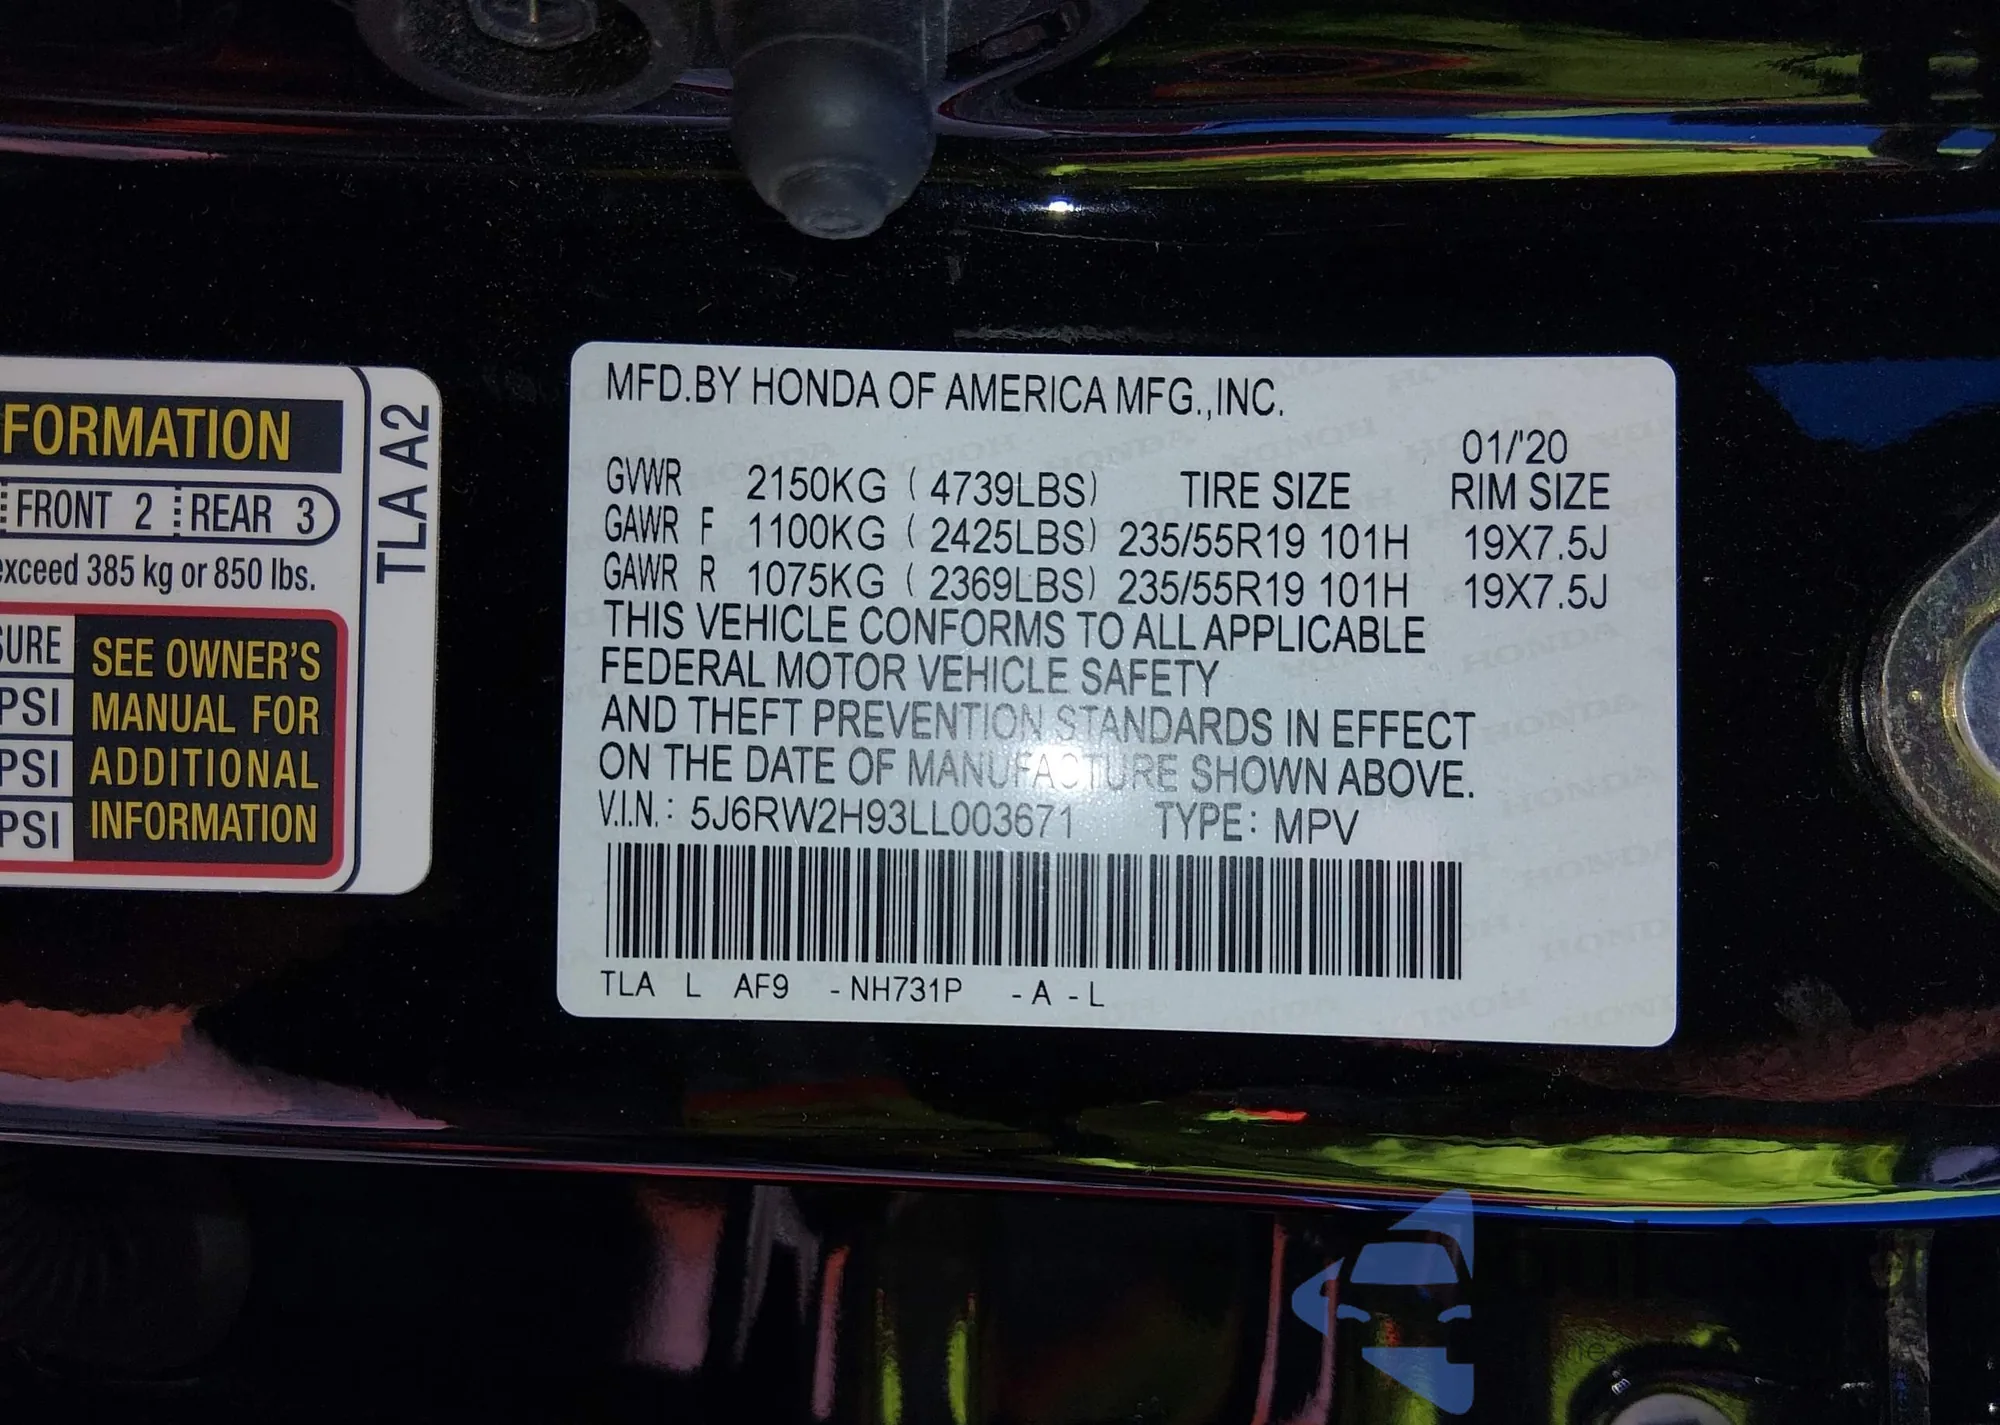 FORMATION
FRONT 2 REAR 3
exceed 385 kg or 850 lbs.
SURE
PSI
PSI
PSI
SEE OWNER'S
MANUAL FOR
ADDITIONAL
INFORMATION
TLA A2
MFD.BY HONDA OF AMERICA MFG.,INC.
01/'20
GVWR 2150KG ( 4739LBS) TIRE SIZE RIM SIZE
GAWR F 1100KG ( 2425LBS) 235/55R19 101H 19X7.5J
GAWR R 1075KG ( 2369LBS) 235/55R19 101H 19X7.5J
THIS VEHICLE CONFORMS TO ALL APPLICABLE
FEDERAL MOTOR VEHICLE SAFETY
AND THEFT PREVENTION STANDARDS IN EFFECT
ON THE DATE OF MANUFACTURE SHOWN ABOVE.
V.I.N. : 5J6RW2H93LL003671 TYPE: MPV
TLA L AF9 - NH731P - A - L